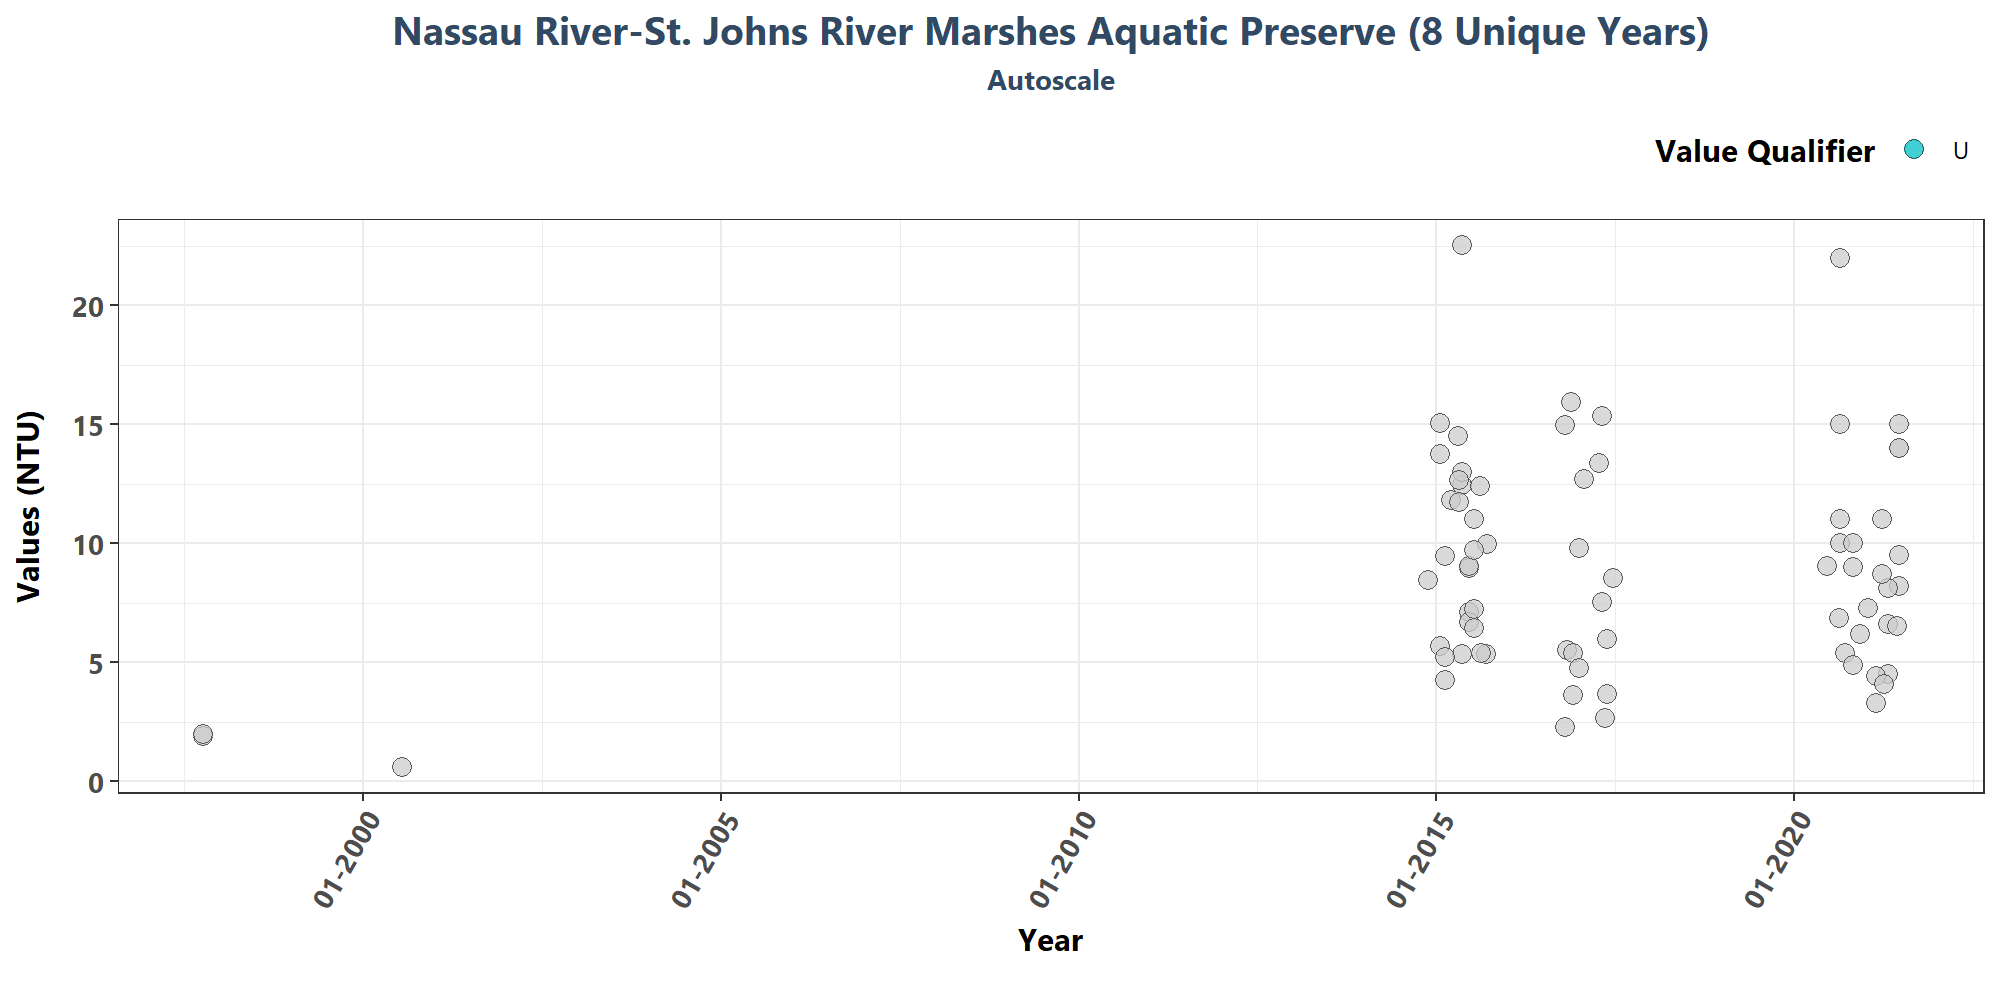 Nassau River-St. Johns River Marshes Aquatic Preserve (8 Unique Years)
Autoscale
Value Qualifier U
Values (NTU)
20
15
10
5
0
01-2000
01-2005
01-2010
01-2015
01-2020
Year